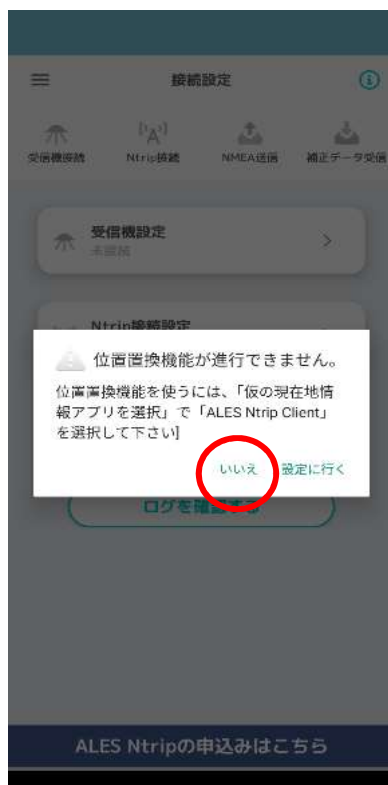 接続設定
受信機接続
Ntrip接続
NMEA送信
補正データ受信
受信機設定
未接続
Ntrip接続設定
位置置換機能が進行できません。
位置置換機能を使うには、「仮の現在地情
報アプリを選択」で「ALES Ntrip Client」
を選択して下さい]
いいえ
設定に行く
ログを確認する
ALES Ntripの申込みはこちら